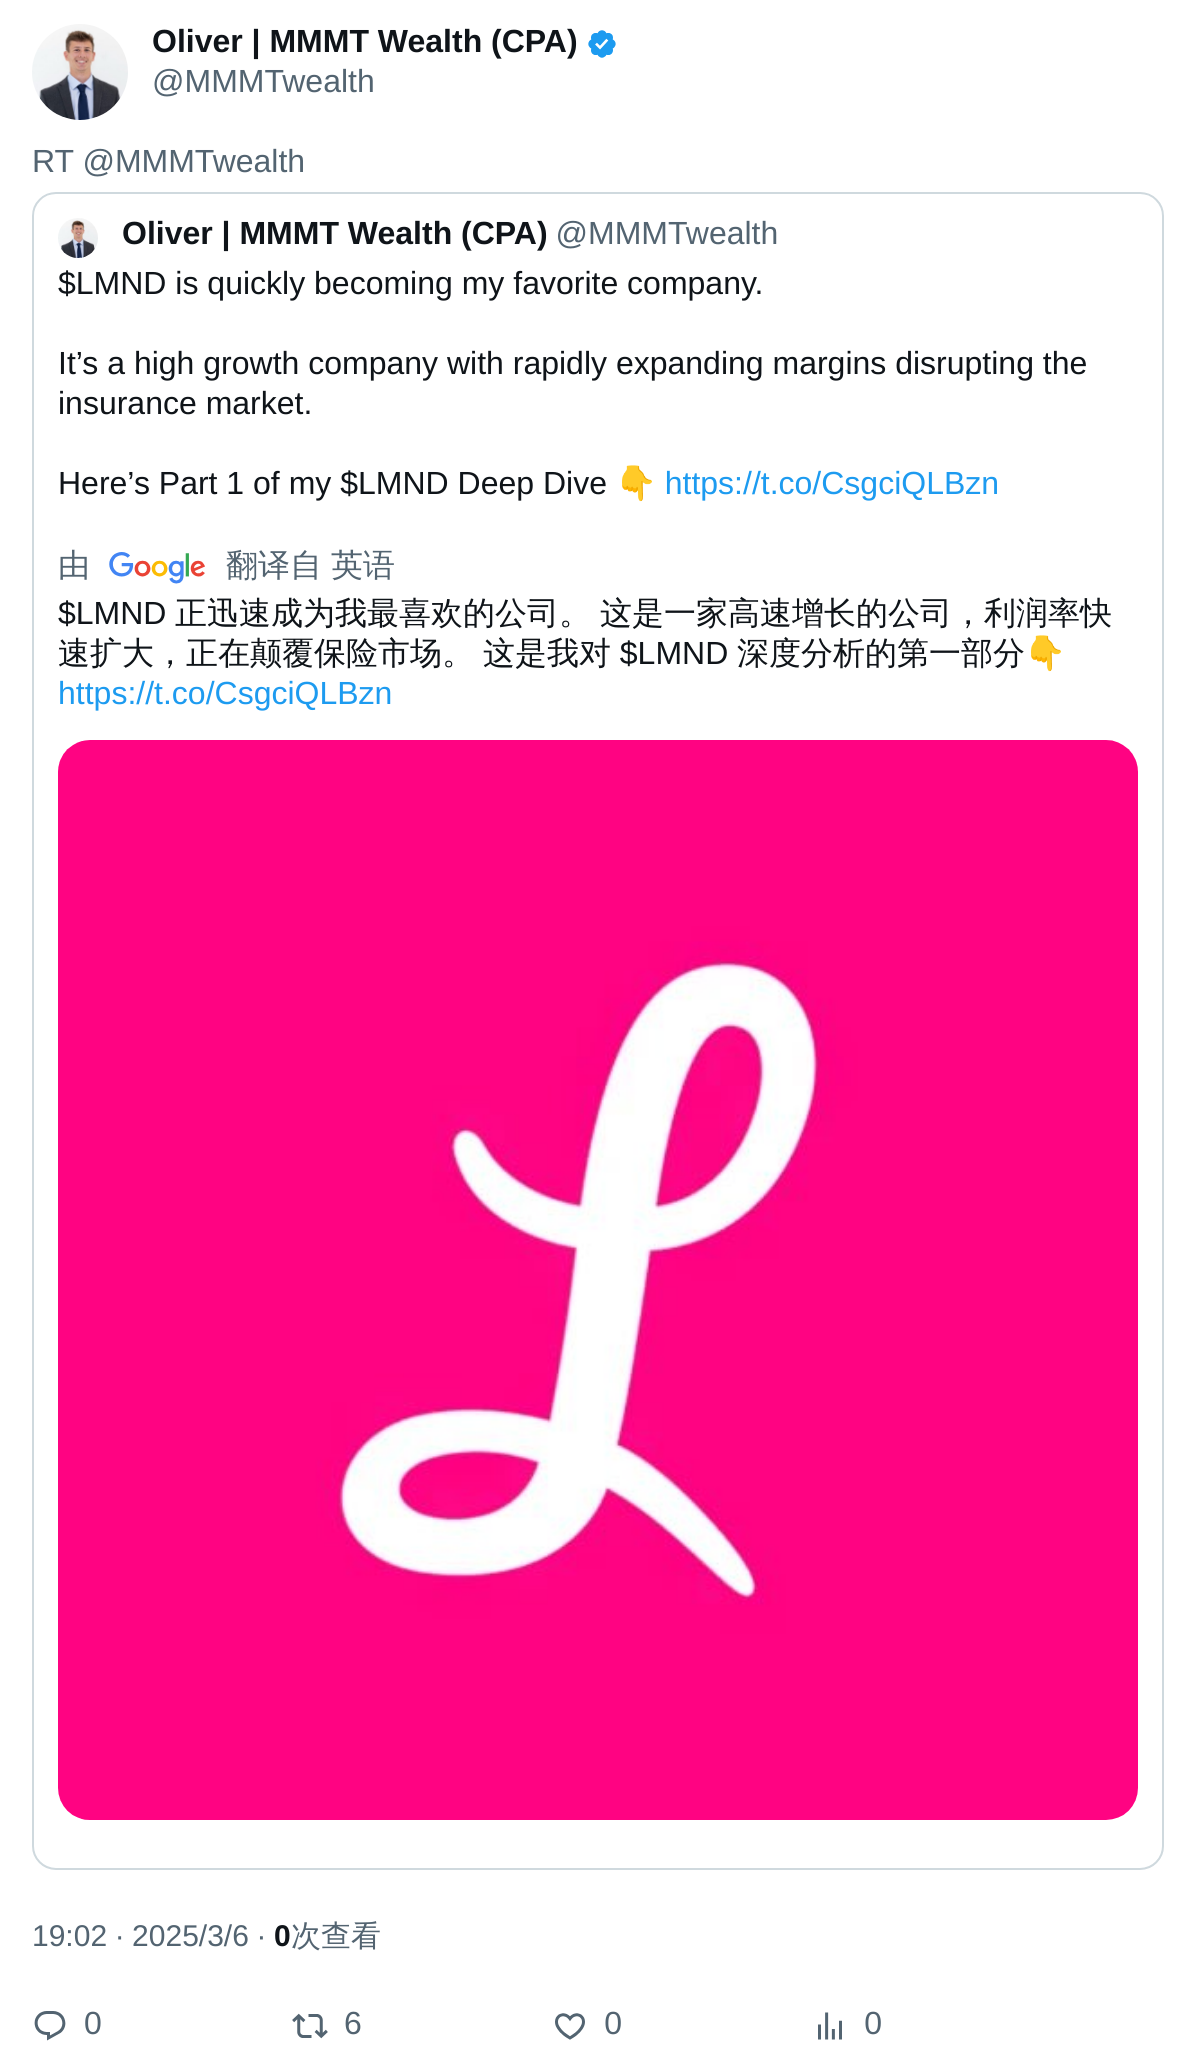 Oliver | MMMT Wealth (CPA)
@MMMTwealth
RT @MMMTwealth
Oliver | MMMT Wealth (CPA) @MMMTwealth
$LMND is quickly becoming my favorite company.
It’s a high growth company with rapidly expanding margins disrupting the
insurance market.
Here’s Part 1 of my $LMND Deep Dive 👇 https://t.co/CsgciQLBzn
由 Google 翻译自 英语
$LMND 正迅速成为我最喜欢的公司。 这是一家高速增长的公司，利润率快
速扩大，正在颠覆保险市场。 这是我对 $LMND 深度分析的第一部分👇
https://t.co/CsgciQLBzn
L
19:02 · 2025/3/6 · 0次查看
0 6 0 0